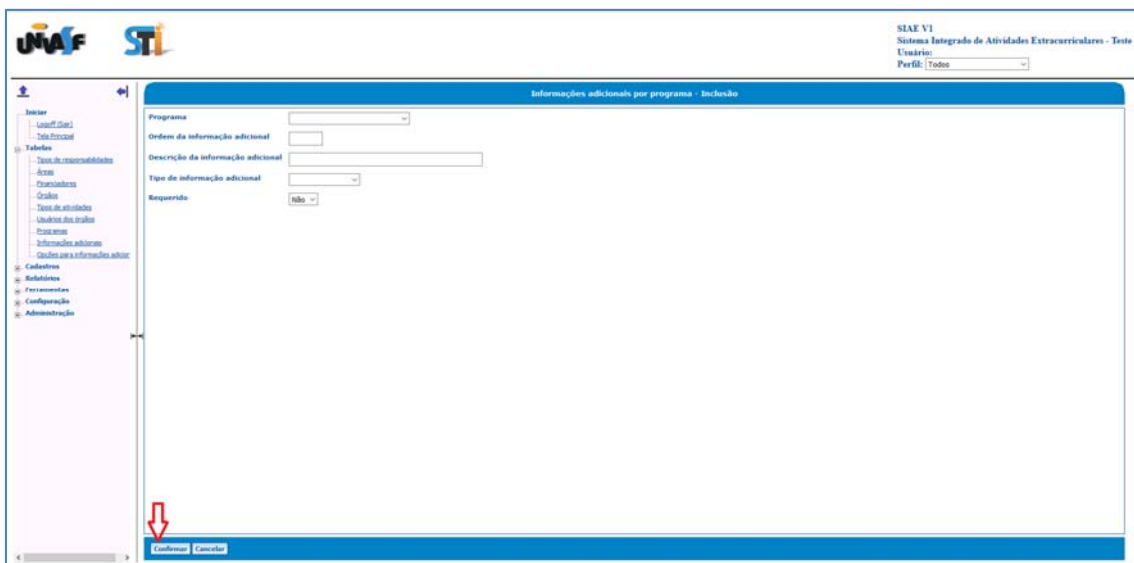 UNIVASF
STI
SIAE V1
Sistema Integrado de Atividades Extracurriculares - Teste
Usuário:
Perfil: Todos
Iniciar
Logoff (Sair)
Tela Principal
Tabelas
Tipos de responsabilidades
Áreas
Financiadores
Órgãos
Tipos de atividades
Usuários dos órgãos
Programas
Informações adicionais
Opções para informações adicior
Cadastros
Relatórios
Ferramentas
Configuração
Administração
Informações adicionais por programa - Inclusão
Programa
Ordem da informação adicional
Descrição da informação adicional
Tipo de informação adicional
Requerido Não
Confirmar Cancelar